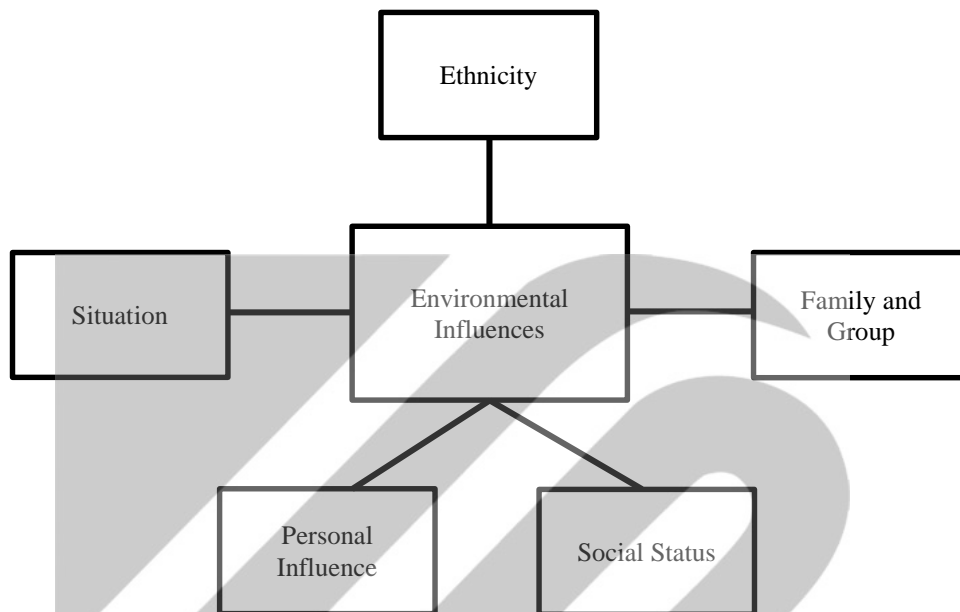 Ethnicity
Situation
Environmental
Influences
Family and
Group
Personal
Influence
Social Status